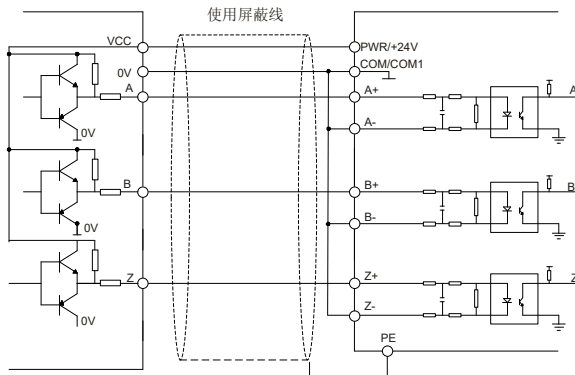 使用屏蔽线
VCC
PWR/+24V
0V
COM/COM1
A
A+
A
0V
A-
B
B+
B
0V
B-
Z
Z+
Z
0V
Z-
PE